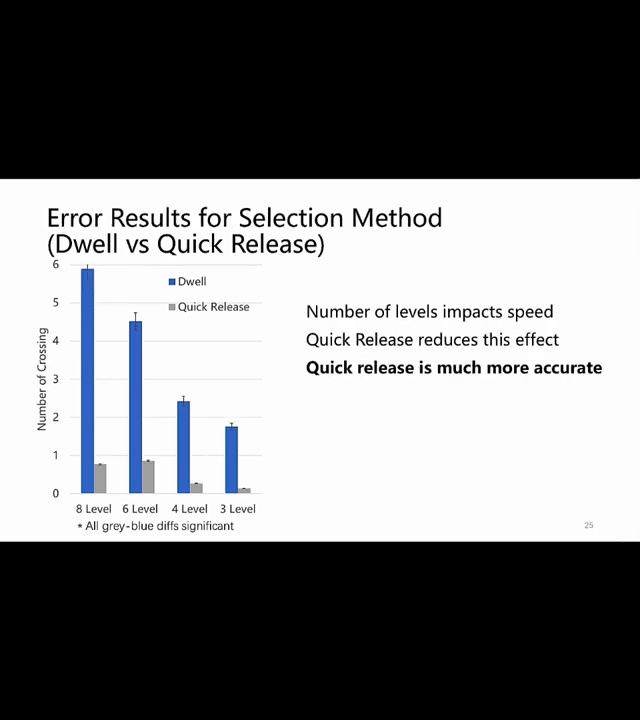 Error Results for Selection Method
(Dwell vs Quick Release)
6
5
4
3
2
1
0
Number of Crossing
Dwell
Quick Release
8 Level
6 Level
4 Level
3 Level
* All grey-blue diffs significant
Number of levels impacts speed
Quick Release reduces this effect
Quick release is much more accurate
25